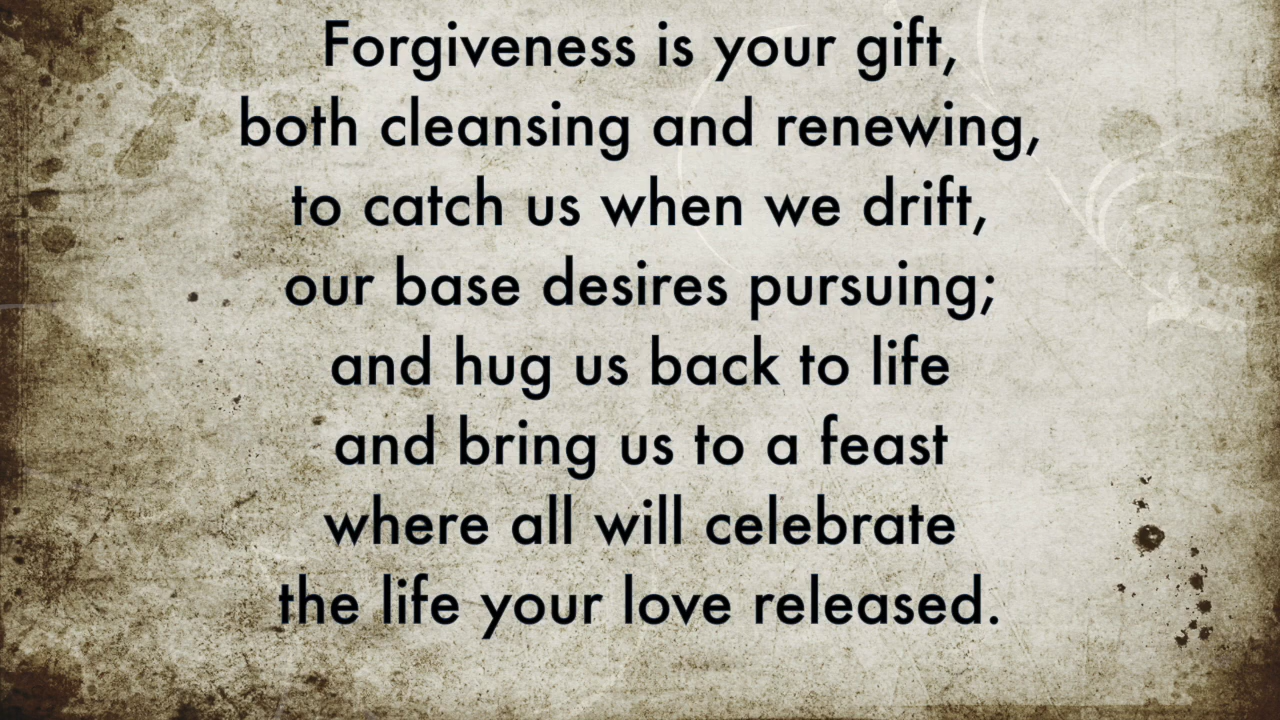 Forgiveness is your gift,
both cleansing and renewing,
to catch us when we drift,
our base desires pursuing;
and hug us back to life
and bring us to a feast
where all will celebrate
the life your love released.